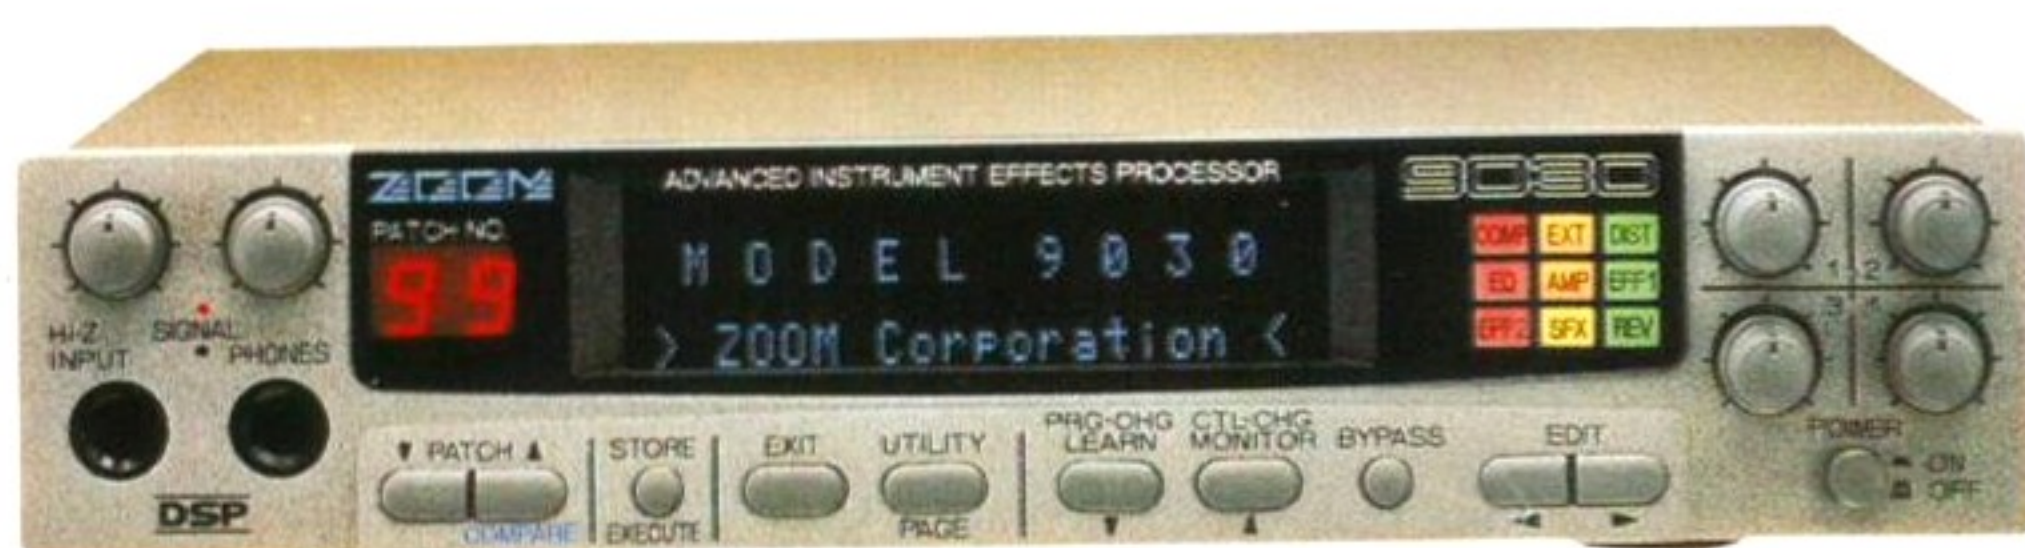 ZOOM
ADVANCED INSTRUMENT EFFECTS PROCESSOR
9030
PATCH NO.
99
MODEL 9030
> ZOOM Corporation <
COMP EXT DIST
EQ AMP EFF1
EFF2 SFX REV
1 2
3 4
HI-Z
INPUT
SIGNAL
PHONES
DSP
▼ PATCH ▲
COMPARE
STORE
EXECUTE
EXIT
UTILITY
PAGE
PRG-CHG
LEARN
▼
CTL-CHG
MONITOR
▲
BYPASS
EDIT
◄ ►
POWER
ON
OFF